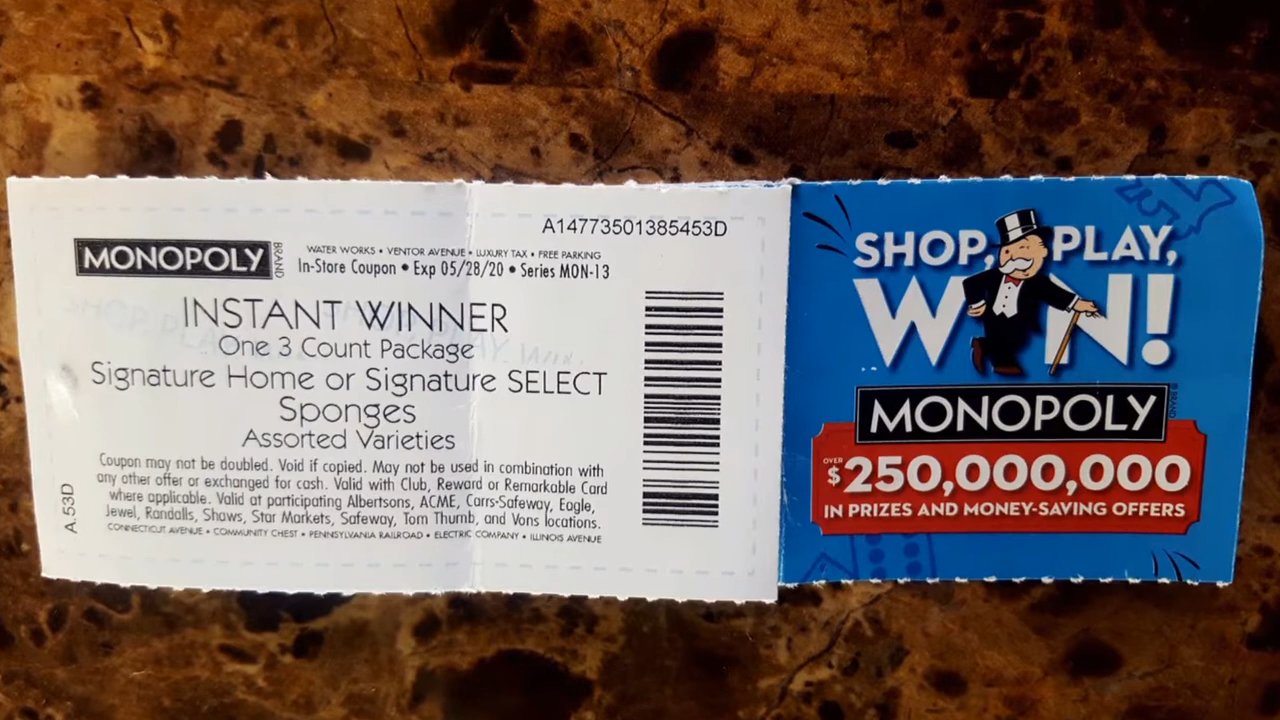 A14773501385453D
MONOPOLY BRAND
WATER WORKS • VENTOR AVENUE • LUXURY TAX • FREE PARKING
In-Store Coupon • Exp 05/28/20 • Series MON-13
INSTANT WINNER
One 3 Count Package
Signature Home or Signature SELECT
Sponges
Assorted Varieties
Coupon may not be doubled. Void if copied. May not be used in combination with
any other offer or exchanged for cash. Valid with Club, Reward or Remarkable Card
where applicable. Valid at participating Albertsons, ACME, Carrs-Safeway, Eagle,
Jewel, Randalls, Shaws, Star Markets, Safeway, Tom Thumb, and Vons locations.
CONNECTICUT AVENUE • COMMUNITY CHEST • PENNSYLVANIA RAILROAD • ELECTRIC COMPANY • ILLINOIS AVENUE
A.53D
SHOP, PLAY,
WIN!
MONOPOLY BRAND
OVER $250,000,000
IN PRIZES AND MONEY-SAVING OFFERS